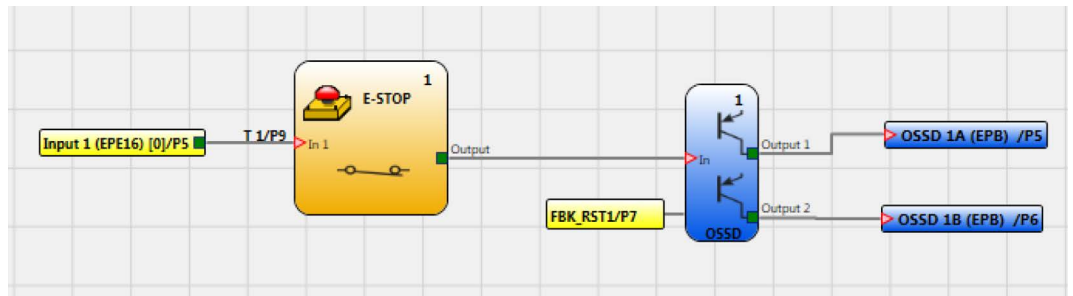 1
E-STOP
Input 1 (EPE16) [0]/P5
T 1/P9
In 1
Output
FBK_RST1/P7
1
In
Output 1
Output 2
OSSD
OSSD 1A (EPB) /P5
OSSD 1B (EPB) /P6